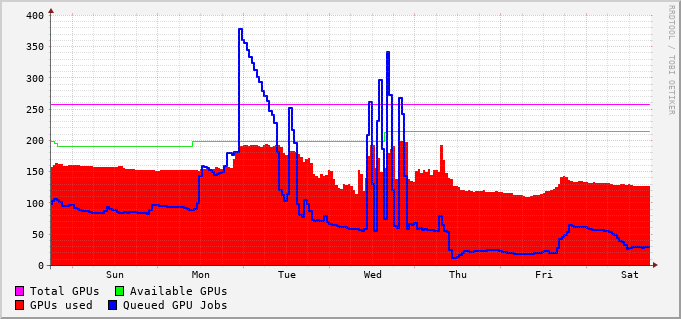 400
350
300
250
200
150
100
50
0
Sun Mon Tue Wed Thu Fri Sat
Total GPUs Available GPUs
GPUs used Queued GPU Jobs
RRDTOOL / TOBI OETIKER